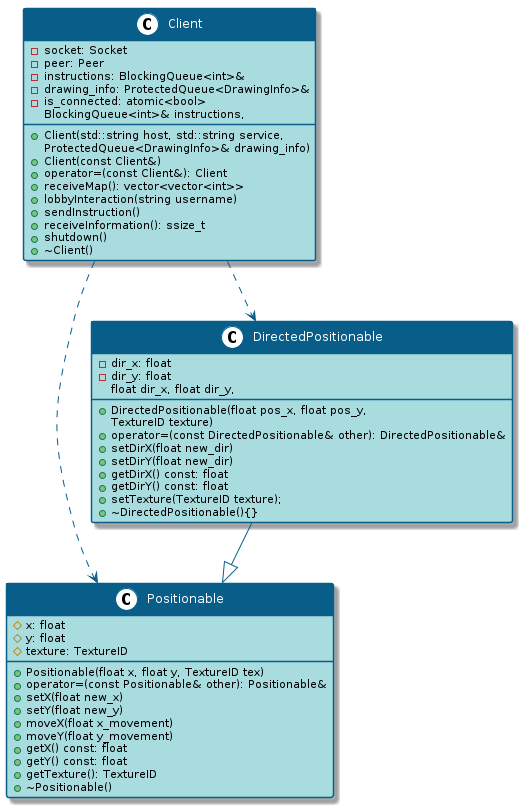 C Client
socket: Socket
peer: Peer
instructions: BlockingQueue<int>&
drawing_info: ProtectedQueue<DrawingInfo>&
is_connected: atomic<bool>
BlockingQueue<int>& instructions,
Client(std::string host, std::string service,
ProtectedQueue<DrawingInfo>& drawing_info)
Client(const Client&)
operator=(const Client&): Client
receiveMap(): vector<vector<int>>
lobbyInteraction(string username)
sendInstruction()
receiveInformation(): ssize_t
shutdown()
~Client()
C DirectedPositionable
dir_x: float
dir_y: float
float dir_x, float dir_y,
DirectedPositionable(float pos_x, float pos_y,
TextureID texture)
operator=(const DirectedPositionable& other): DirectedPositionable&
setDirX(float new_dir)
setDirY(float new_dir)
getDirX() const: float
getDirY() const: float
setTexture(TextureID texture);
~DirectedPositionable(){}
C Positionable
x: float
y: float
texture: TextureID
Positionable(float x, float y, TextureID tex)
operator=(const Positionable& other): Positionable&
setX(float new_x)
setY(float new_y)
moveX(float x_movement)
moveY(float y_movement)
getX() const: float
getY() const: float
getTexture(): TextureID
~Positionable()